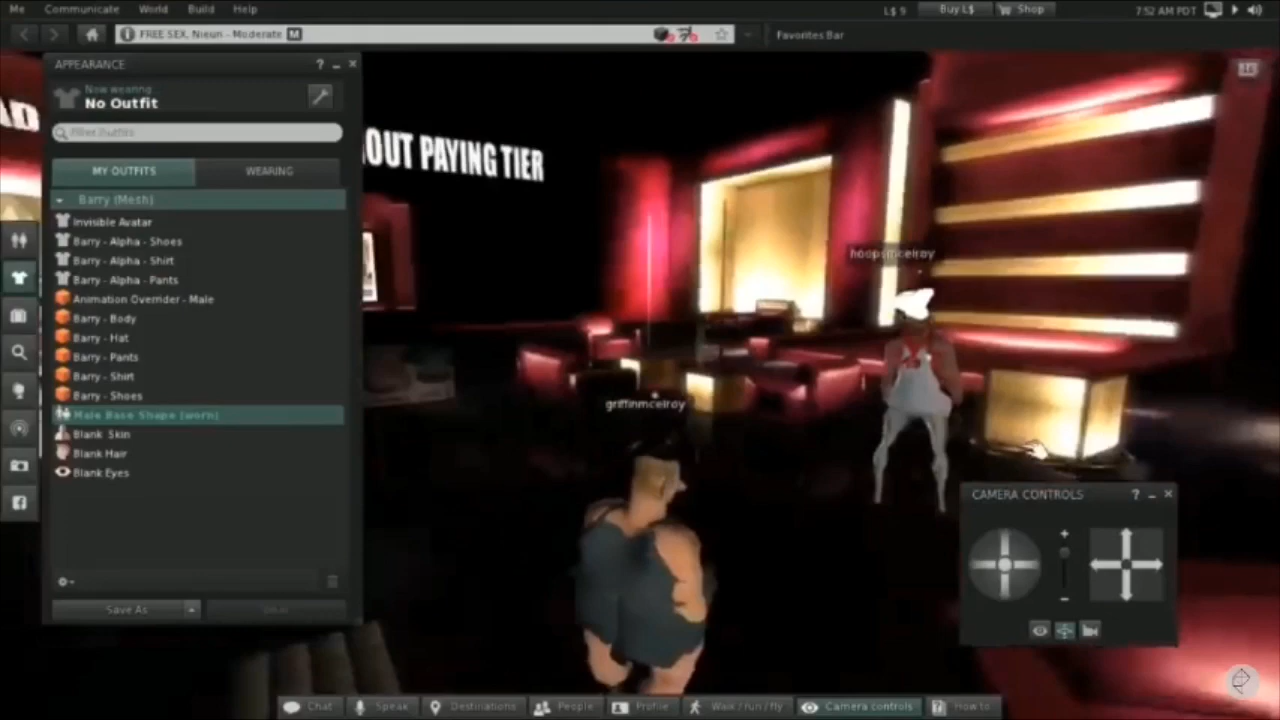 Me Communicate World Build Help
L$ 9 Buy L$ Shop 7:52 AM PDT
FREE SEX, Nieun - Moderate M
Favorites Bar
APPEARANCE ? _ ×
Now wearing...
No Outfit
Filter Outfits
MY OUTFITS WEARING
Barry (Mesh)
Invisible Avatar
Barry - Alpha - Shoes
Barry - Alpha - Shirt
Barry - Alpha - Pants
Animation Overrider - Male
Barry - Body
Barry - Hat
Barry - Pants
Barry - Shirt
Barry - Shoes
Male Base Shape (worn)
Blank Skin
Blank Hair
Blank Eyes
Save As
OUT PAYING TIER
hoopsmcelroy
griffinmcelroy
CAMERA CONTROLS ? _ ×
Chat Speak Destinations People Profile Walk / run / fly Camera controls How to